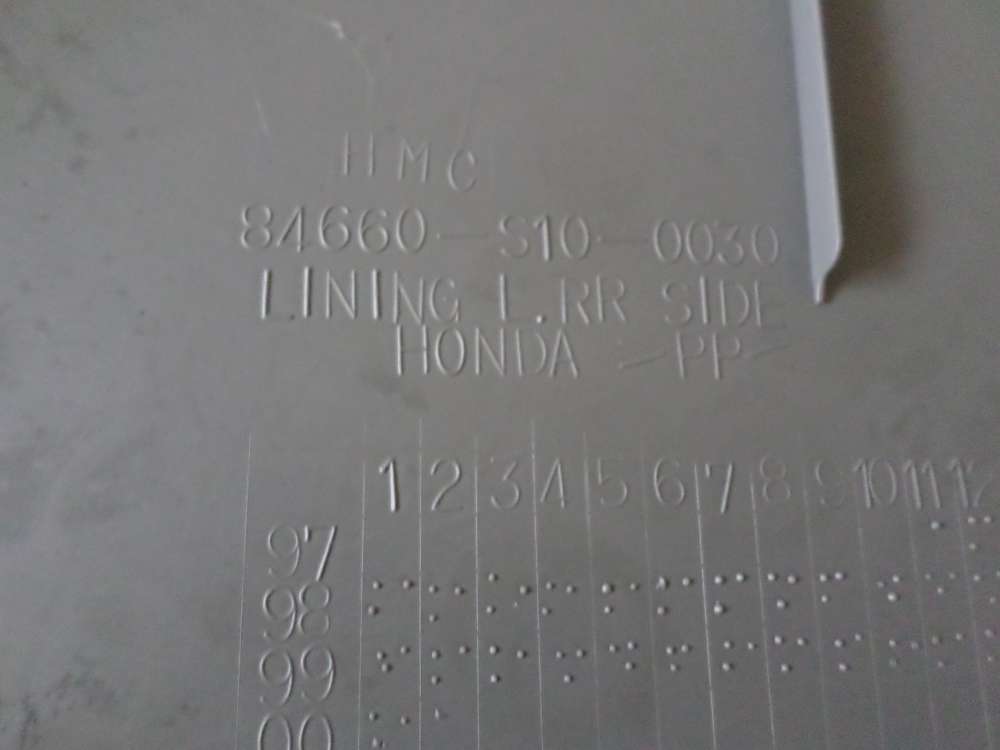 HMC
84660-S10-0030
LINING L.RR SIDE
HONDA >PP<
1 2 3 4 5 6 7 8 9 10 11 12
97
98
99
00